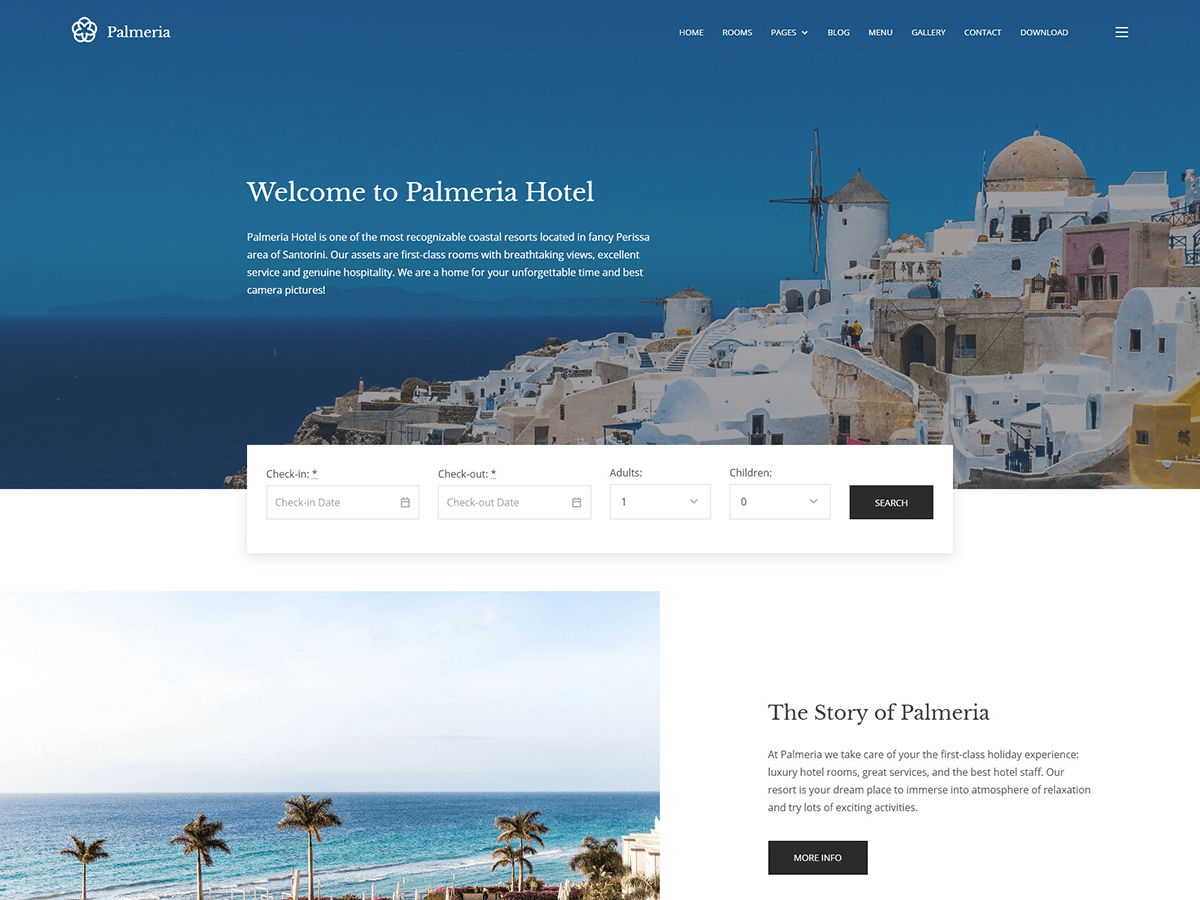 Palmeria
HOME ROOMS PAGES BLOG MENU GALLERY CONTACT DOWNLOAD
Welcome to Palmeria Hotel
Palmeria Hotel is one of the most recognizable coastal resorts located in fancy Perissa
area of Santorini. Our assets are first-class rooms with breathtaking views, excellent
service and genuine hospitality. We are a home for your unforgettable time and best
camera pictures!
Check-in: * Check-out: * Adults: Children:
Check-in Date Check-out Date 1 0 SEARCH
The Story of Palmeria
At Palmeria we take care of your the first-class holiday experience:
luxury hotel rooms, great services, and the best hotel staff. Our
resort is your dream place to immerse into atmosphere of relaxation
and try lots of exciting activities.
MORE INFO